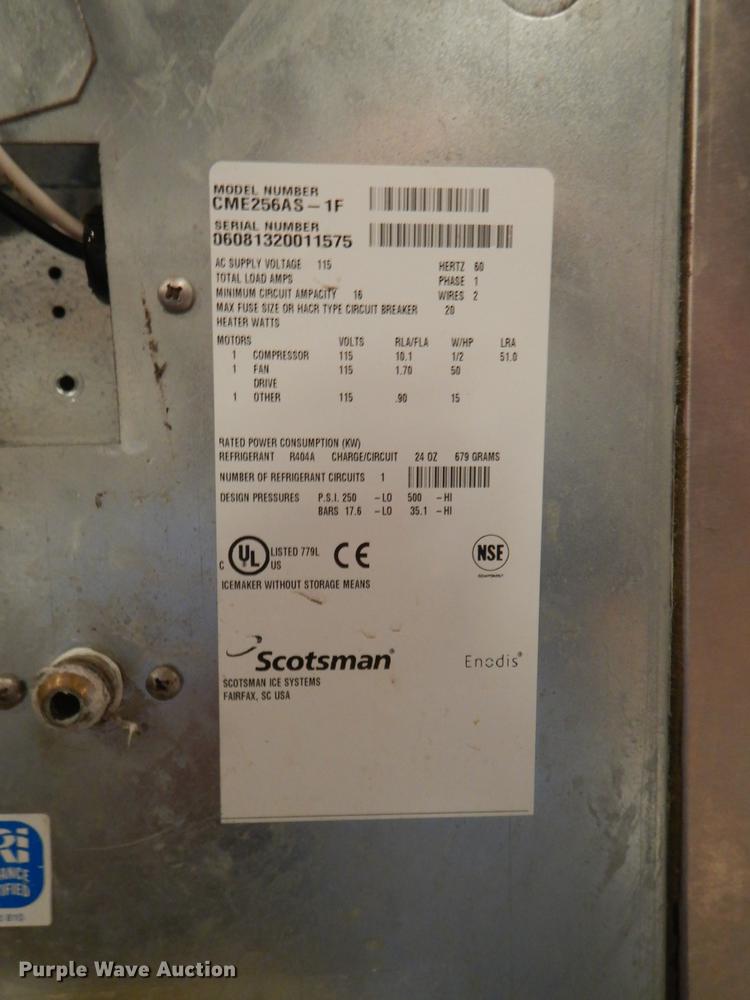 MODEL NUMBER
CME256AS-1F
SERIAL NUMBER
06081320011575
AC SUPPLY VOLTAGE 115 HERTZ 60
TOTAL LOAD AMPS PHASE 1
MINIMUM CIRCUIT AMPACITY 16 WIRES 2
MAX FUSE SIZE OR HACR TYPE CIRCUIT BREAKER 20
HEATER WATTS
MOTORS VOLTS RLA/FLA W/HP LRA
1 COMPRESSOR 115 10.1 1/2 51.0
1 FAN 115 1.70 50
DRIVE
1 OTHER 115 .90 15
RATED POWER CONSUMPTION (KW)
REFRIGERANT R404A CHARGE/CIRCUIT 24 OZ 679 GRAMS
NUMBER OF REFRIGERANT CIRCUITS 1
DESIGN PRESSURES P.S.I. 250 -LO 500 -HI
BARS 17.6 -LO 35.1 -HI
C UL® LISTED 779L US CE NSE
ICEMAKER WITHOUT STORAGE MEANS
Scotsman® Enodis®
SCOTSMAN ICE SYSTEMS
FAIRFAX, SC USA
Purple Wave Auction